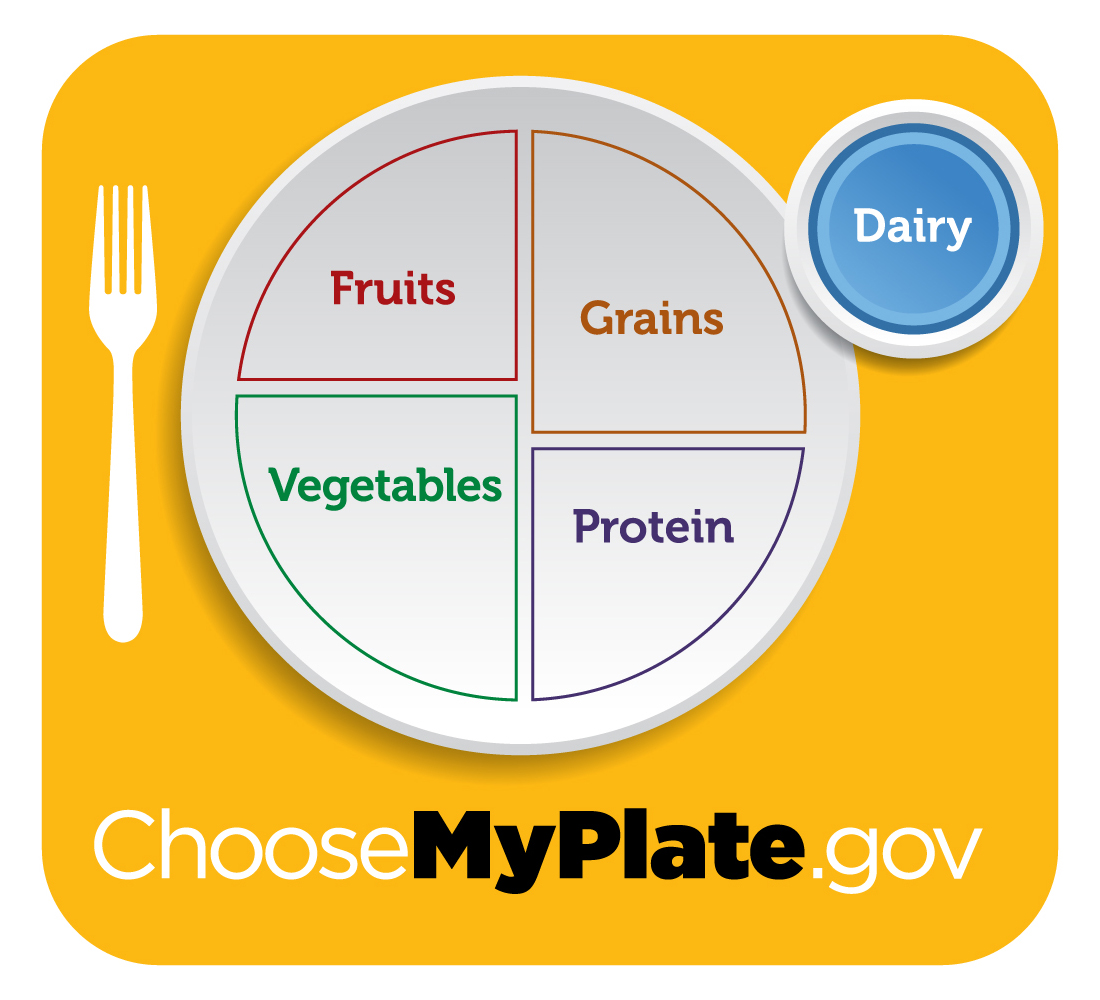 Fruits
Grains
Dairy
Vegetables
Protein
ChooseMyPlate.gov